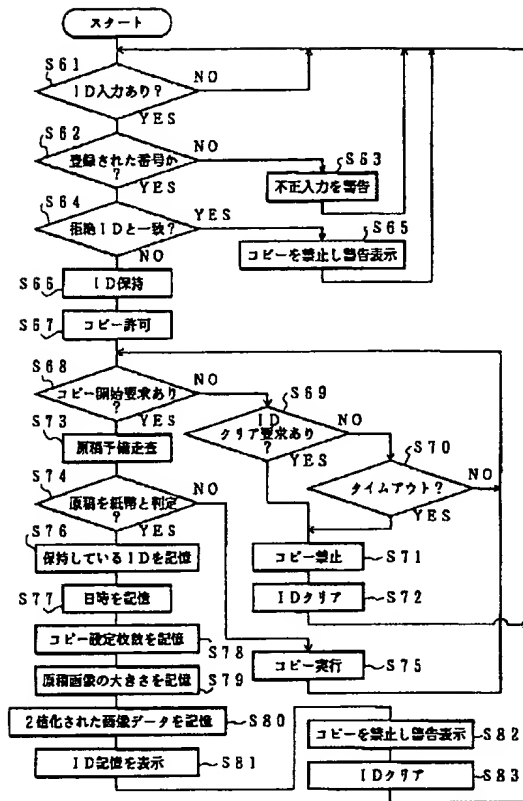 スタート
S61
ID入力あり?
NO
YES
S62
登録された番号か
?
NO
YES
S63
不正入力を警告
S64
拒絶IDと一致?
YES
NO
S65
コピーを禁止し警告表示
S66
ID保持
S67
コピー許可
S68
コピー開始要求あり
?
NO
YES
S69
ID
クリア要求あり
?
NO
YES
S70
タイムアウト?
NO
YES
S73
原稿予備走査
S74
原稿を紙幣と判定
?
NO
YES
S71
コピー禁止
S72
IDクリア
S75
コピー実行
S76
保持しているIDを記憶
S77
日時を記憶
コピー設定枚数を記憶
S78
原稿画像の大きさを記憶
S79
2値化された画像データを記憶
S80
ID記憶を表示
S81
コピーを禁止し警告表示
S82
IDクリア
S83